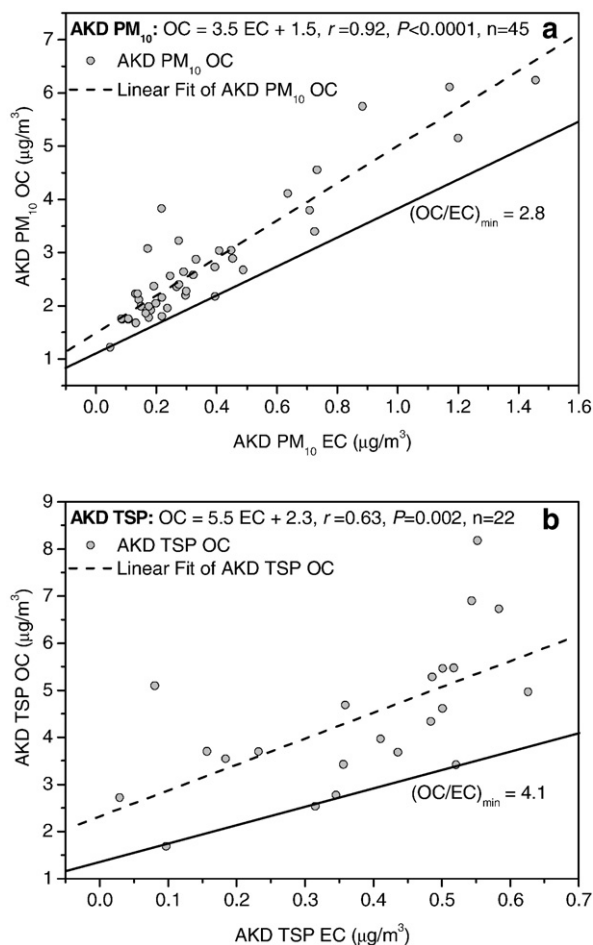 AKD PM₁₀: OC = 3.5 EC + 1.5, r=0.92, P<0.0001, n=45
a
AKD PM₁₀ OC
Linear Fit of AKD PM₁₀ OC
7
6
5
4
3
2
1
AKD PM₁₀ OC (μg/m³)
(OC/EC)min = 2.8
0.0 0.2 0.4 0.6 0.8 1.0 1.2 1.4 1.6
AKD PM₁₀ EC (μg/m³)
AKD TSP: OC = 5.5 EC + 2.3, r=0.63, P=0.002, n=22
b
AKD TSP OC
Linear Fit of AKD TSP OC
9
8
7
6
5
4
3
2
1
AKD TSP OC (μg/m³)
(OC/EC)min = 4.1
0.0 0.1 0.2 0.3 0.4 0.5 0.6 0.7
AKD TSP EC (μg/m³)